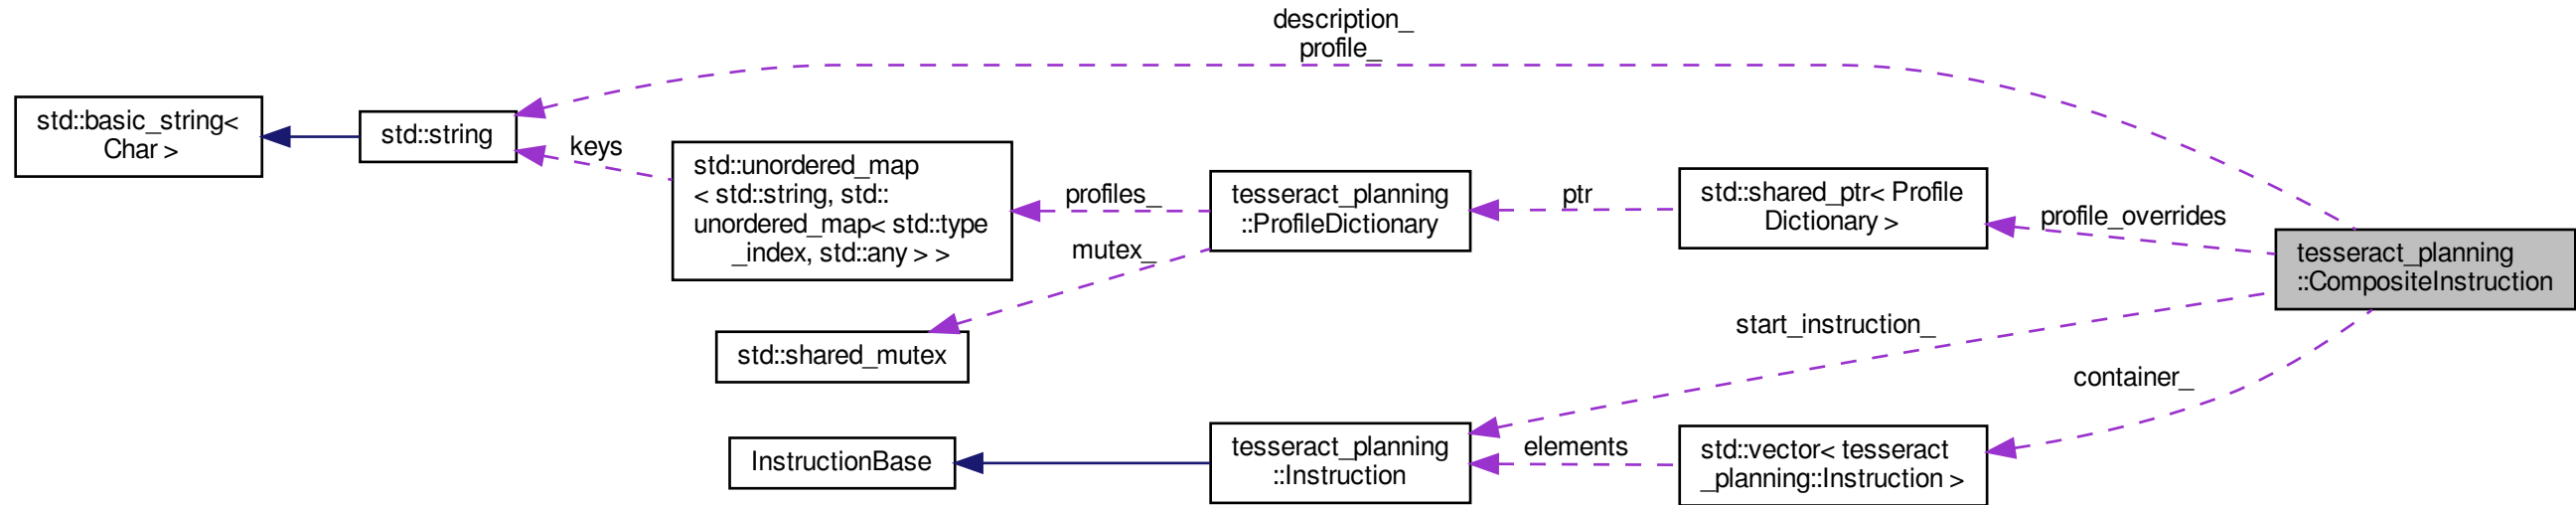 description_
profile_
std::basic_string<
Char >
std::string
keys
std::unordered_map
< std::string, std::
unordered_map< std::type
_index, std::any > >
profiles_
mutex_
tesseract_planning
::ProfileDictionary
ptr
std::shared_ptr< Profile
Dictionary >
profile_overrides
tesseract_planning
::CompositeInstruction
std::shared_mutex
start_instruction_
container_
InstructionBase
tesseract_planning
::Instruction
elements
std::vector< tesseract
_planning::Instruction >